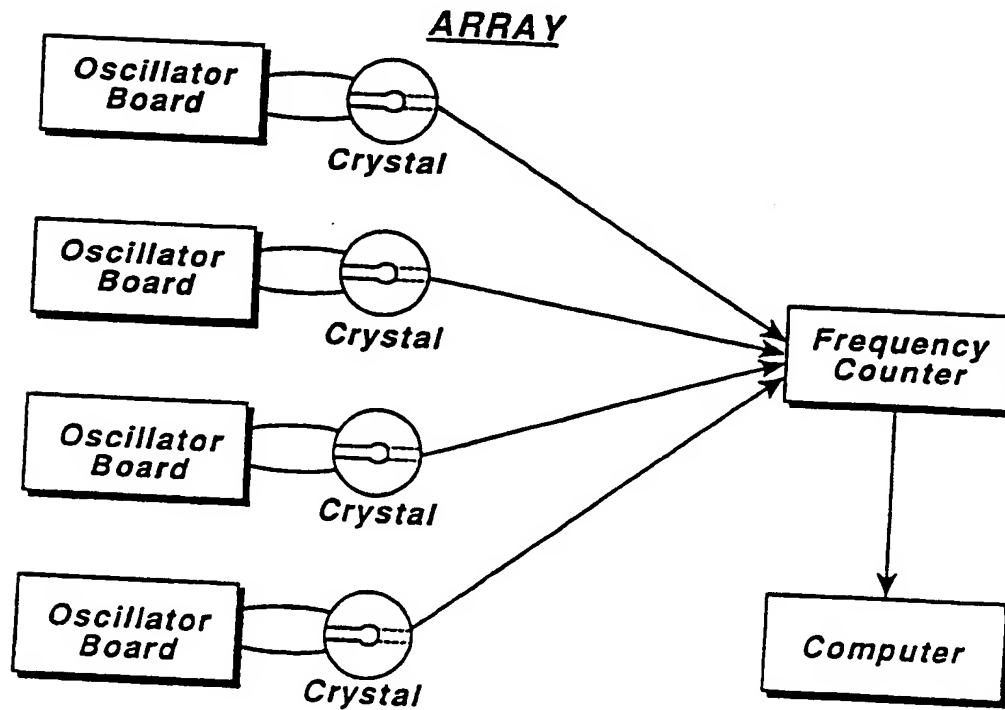 ARRAY
Oscillator
Board
Crystal
Oscillator
Board
Crystal
Oscillator
Board
Crystal
Oscillator
Board
Crystal
Frequency
Counter
Computer